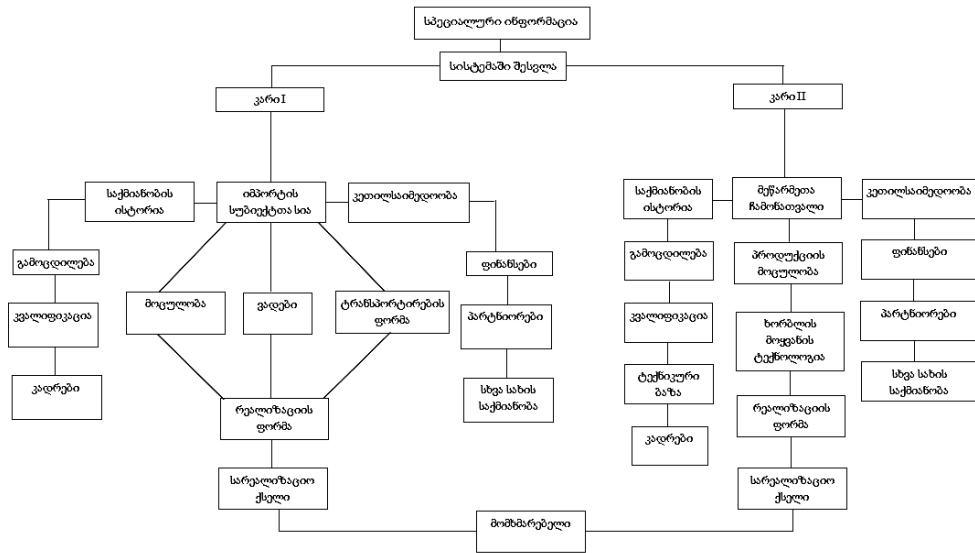 სპეციალური ინფორმაცია
სისტემაში შესვლა
კარი I
კარი II
საქმიანობის
ისტორია
იმპორტის
სუბიექტთა სია
კეთილსაიმედოობა
გამოცდილება
კვალიფიკაცია
კადრები
მოცულობა
ვადები
ტრანსპორტირების
ფორმა
ფინანსები
პარტნიორები
სხვა სახის
საქმიანობა
რეალიზაციის
ფორმა
სარეალიზაციო
ქსელი
საქმიანობის
ისტორია
მეწარმეთა
ჩამონათვალი
კეთილსაიმედოობა
გამოცდილება
კვალიფიკაცია
ტექნიკური
ბაზა
კადრები
პროდუქციის
მოცულობა
ხორბლის
მოყვანის
ტექნოლოგია
რეალიზაციის
ფორმა
სარეალიზაციო
ქსელი
ფინანსები
პარტნიორები
სხვა სახის
საქმიანობა
მომხმარებელი